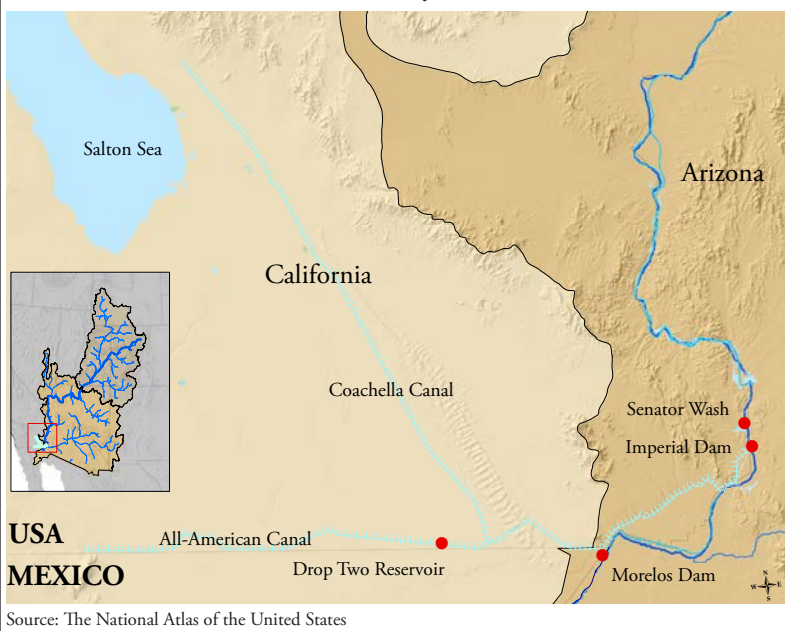 Salton Sea
Arizona
California
Coachella Canal
Senator Wash
Imperial Dam
USA
All-American Canal
Drop Two Reservoir
MEXICO
Morelos Dam
N
W E
S
Source: The National Atlas of the United States